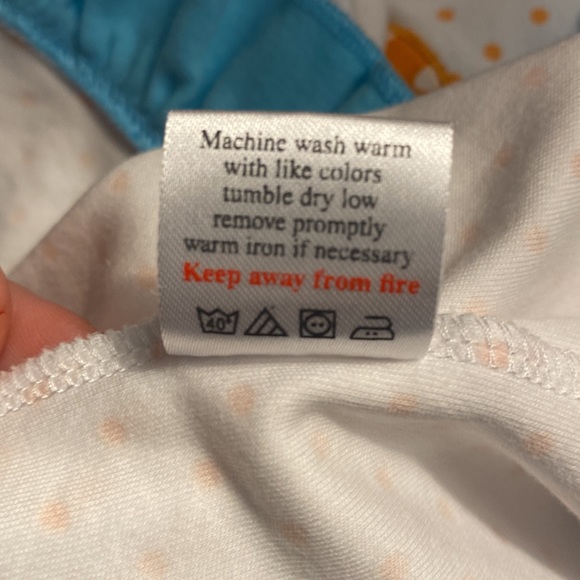 Machine wash warm
with like colors
tumble dry low
remove promptly
warm iron if necessary
Keep away from fire
40°